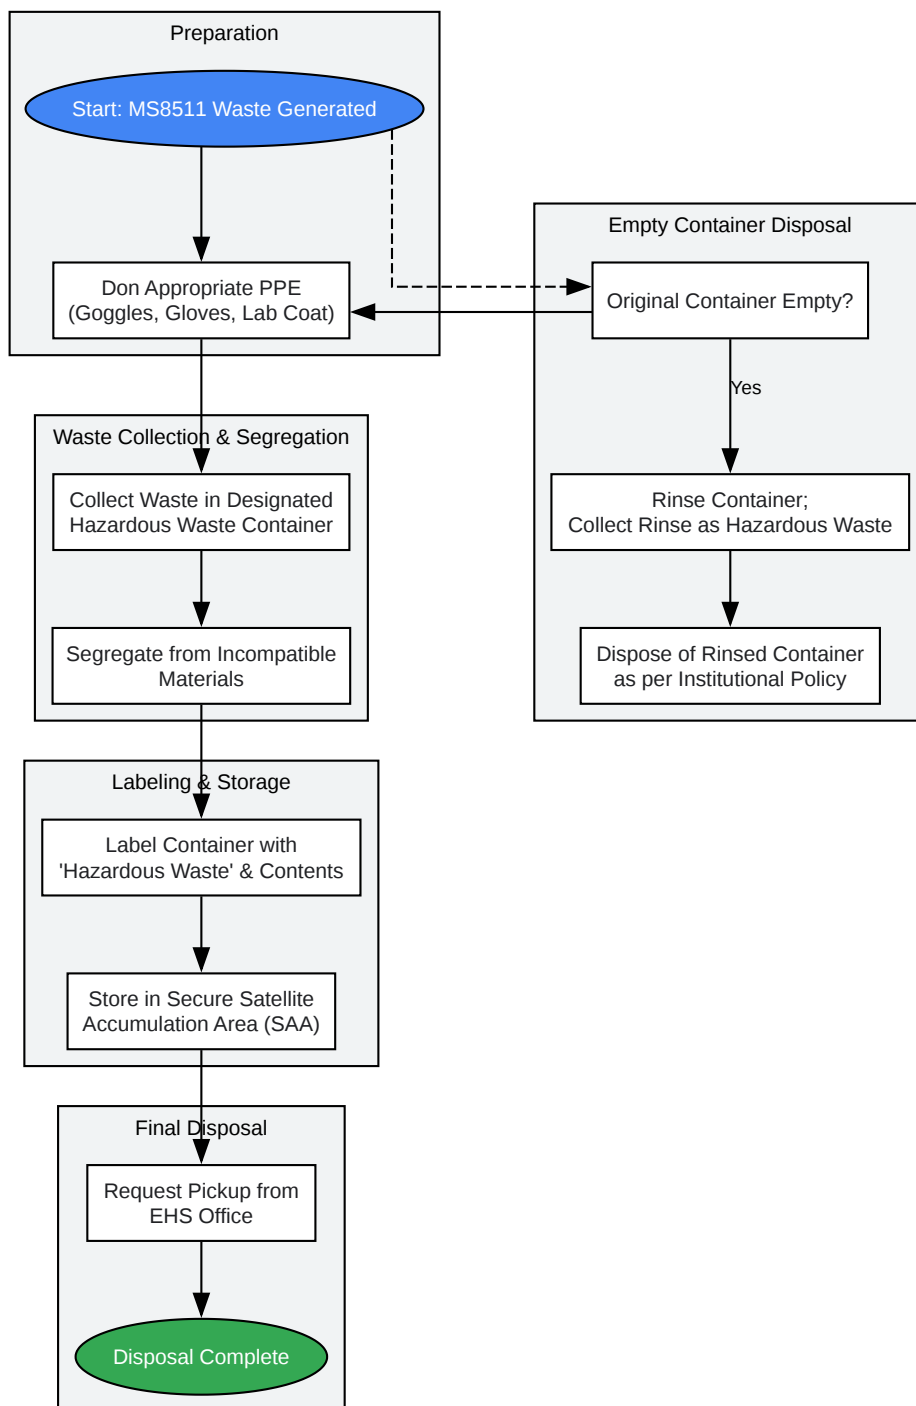 Preparation
Start: MS8511 Waste Generated
Don Appropriate PPE
(Goggles, Gloves, Lab Coat)
Empty Container Disposal
Original Container Empty?
Yes
Rinse Container;
Collect Rinse as Hazardous Waste
Dispose of Rinsed Container
as per Institutional Policy
Waste Collection & Segregation
Collect Waste in Designated
Hazardous Waste Container
Segregate from Incompatible
Materials
Labeling & Storage
Label Container with
'Hazardous Waste' & Contents
Store in Secure Satellite
Accumulation Area (SAA)
Final Disposal
Request Pickup from
EHS Office
Disposal Complete